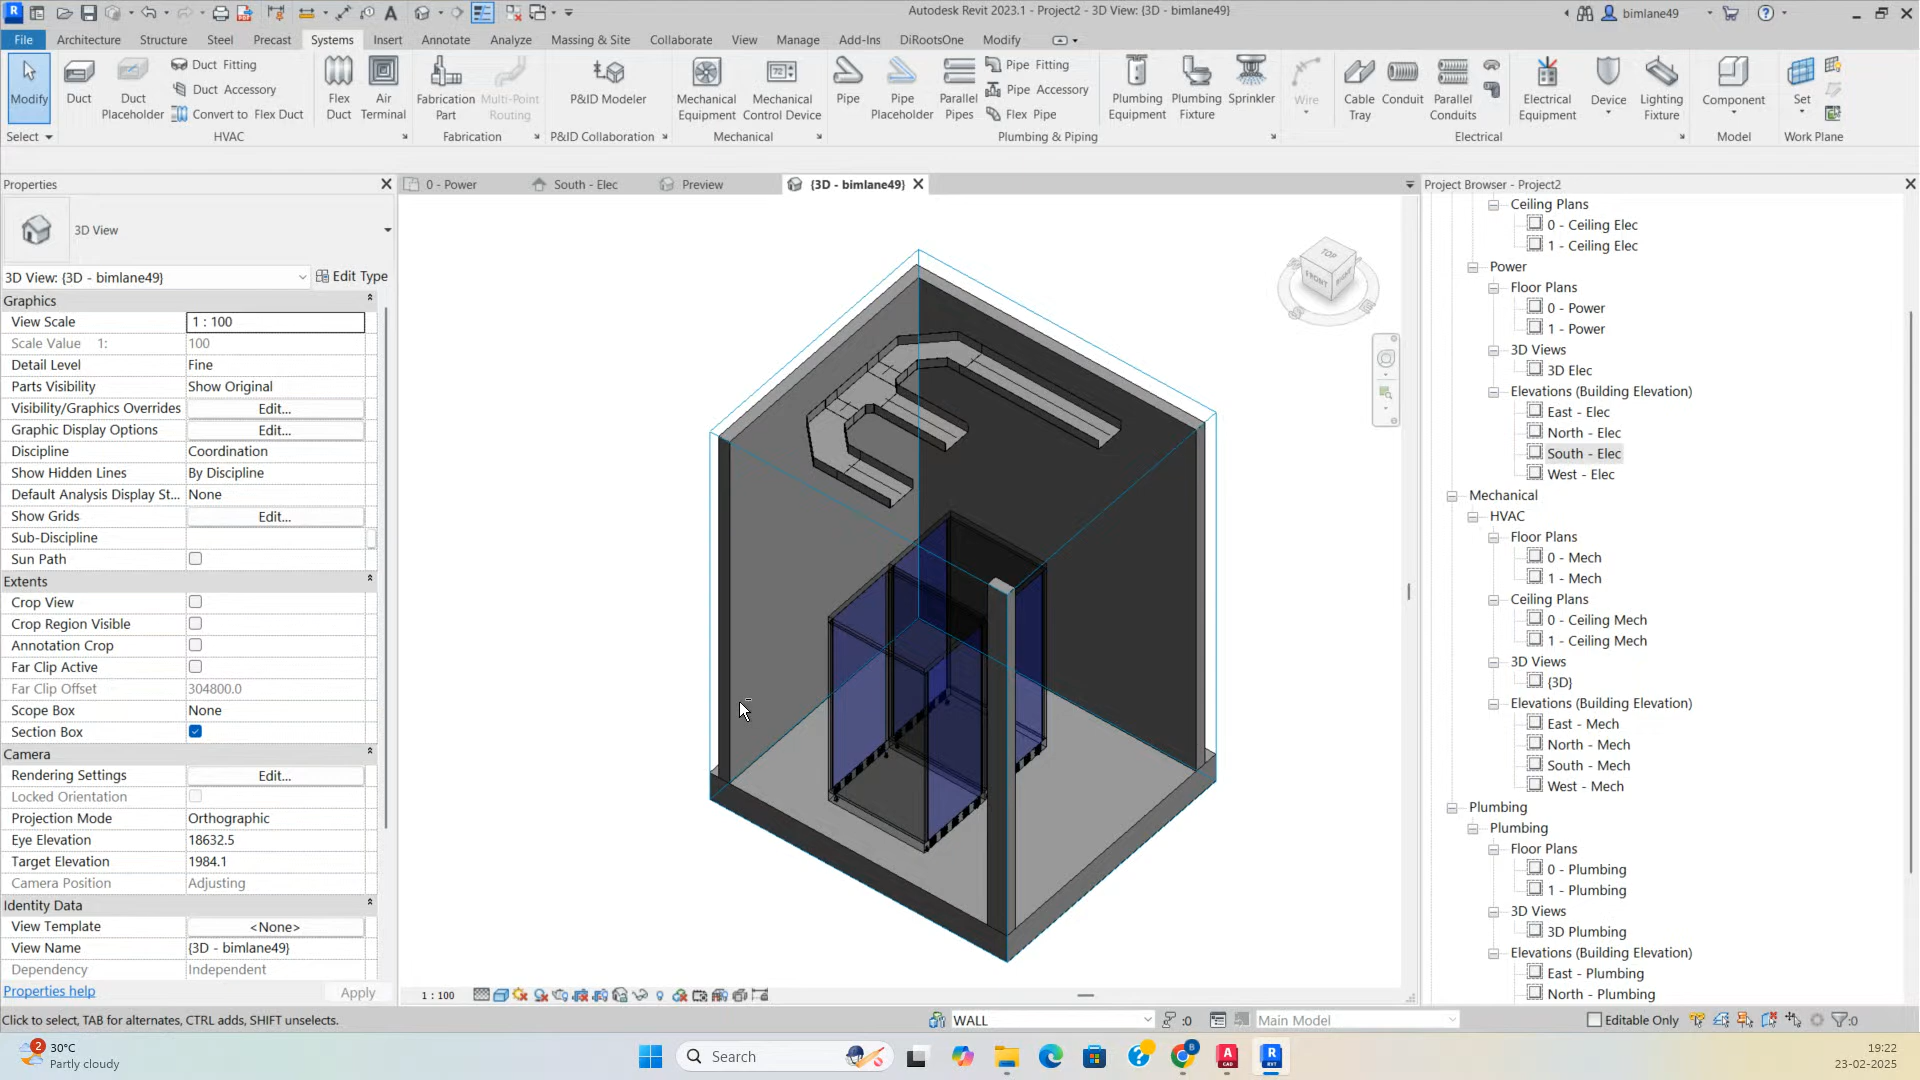 Autodesk Revit 2023.1 - Project2 - 3D View: {3D - bimlane49}
bimlane49
File Architecture Structure Steel Precast Systems Insert Annotate Analyze Massing & Site Collaborate View Manage Add-Ins DiRootsOne Modify
Modify
Duct
Duct Placeholder
Duct Fitting
Duct Accessory
Convert to Flex Duct
Flex Duct
Air Terminal
Fabrication Part
Multi-Point Routing
P&ID Modeler
Mechanical Equipment
Mechanical Control Device
Pipe
Pipe Placeholder
Parallel Pipes
Pipe Fitting
Pipe Accessory
Flex Pipe
Plumbing Equipment
Plumbing Fixture
Sprinkler
Wire
Cable Tray
Conduit
Parallel Conduits
Electrical Equipment
Device
Lighting Fixture
Component
Set
Select HVAC Fabrication P&ID Collaboration Mechanical Plumbing & Piping Electrical Model Work Plane
Properties
3D View
3D View: {3D - bimlane49} Edit Type
Graphics
View Scale 1 : 100
Scale Value 1: 100
Detail Level Fine
Parts Visibility Show Original
Visibility/Graphics Overrides Edit...
Graphic Display Options Edit...
Discipline Coordination
Show Hidden Lines By Discipline
Default Analysis Display St... None
Show Grids Edit...
Sub-Discipline
Sun Path
Extents
Crop View
Crop Region Visible
Annotation Crop
Far Clip Active
Far Clip Offset 304800.0
Scope Box None
Section Box
Camera
Rendering Settings Edit...
Locked Orientation
Projection Mode Orthographic
Eye Elevation 18632.5
Target Elevation 1984.1
Camera Position Adjusting
Identity Data
View Template <None>
View Name {3D - bimlane49}
Dependency Independent
Properties help Apply
0 - Power South - Elec Preview {3D - bimlane49}
TOP
FRONT
RIGHT
1 : 100
Project Browser - Project2
Ceiling Plans
0 - Ceiling Elec
1 - Ceiling Elec
Power
Floor Plans
0 - Power
1 - Power
3D Views
3D Elec
Elevations (Building Elevation)
East - Elec
North - Elec
South - Elec
West - Elec
Mechanical
HVAC
Floor Plans
0 - Mech
1 - Mech
Ceiling Plans
0 - Ceiling Mech
1 - Ceiling Mech
3D Views
{3D}
Elevations (Building Elevation)
East - Mech
North - Mech
South - Mech
West - Mech
Plumbing
Plumbing
Floor Plans
0 - Plumbing
1 - Plumbing
3D Views
3D Plumbing
Elevations (Building Elevation)
East - Plumbing
North - Plumbing
Click to select, TAB for alternates, CTRL adds, SHIFT unselects.
WALL :0 Main Model Editable Only :0
2
30°C
Partly cloudy
Search
19:22
23-02-2025